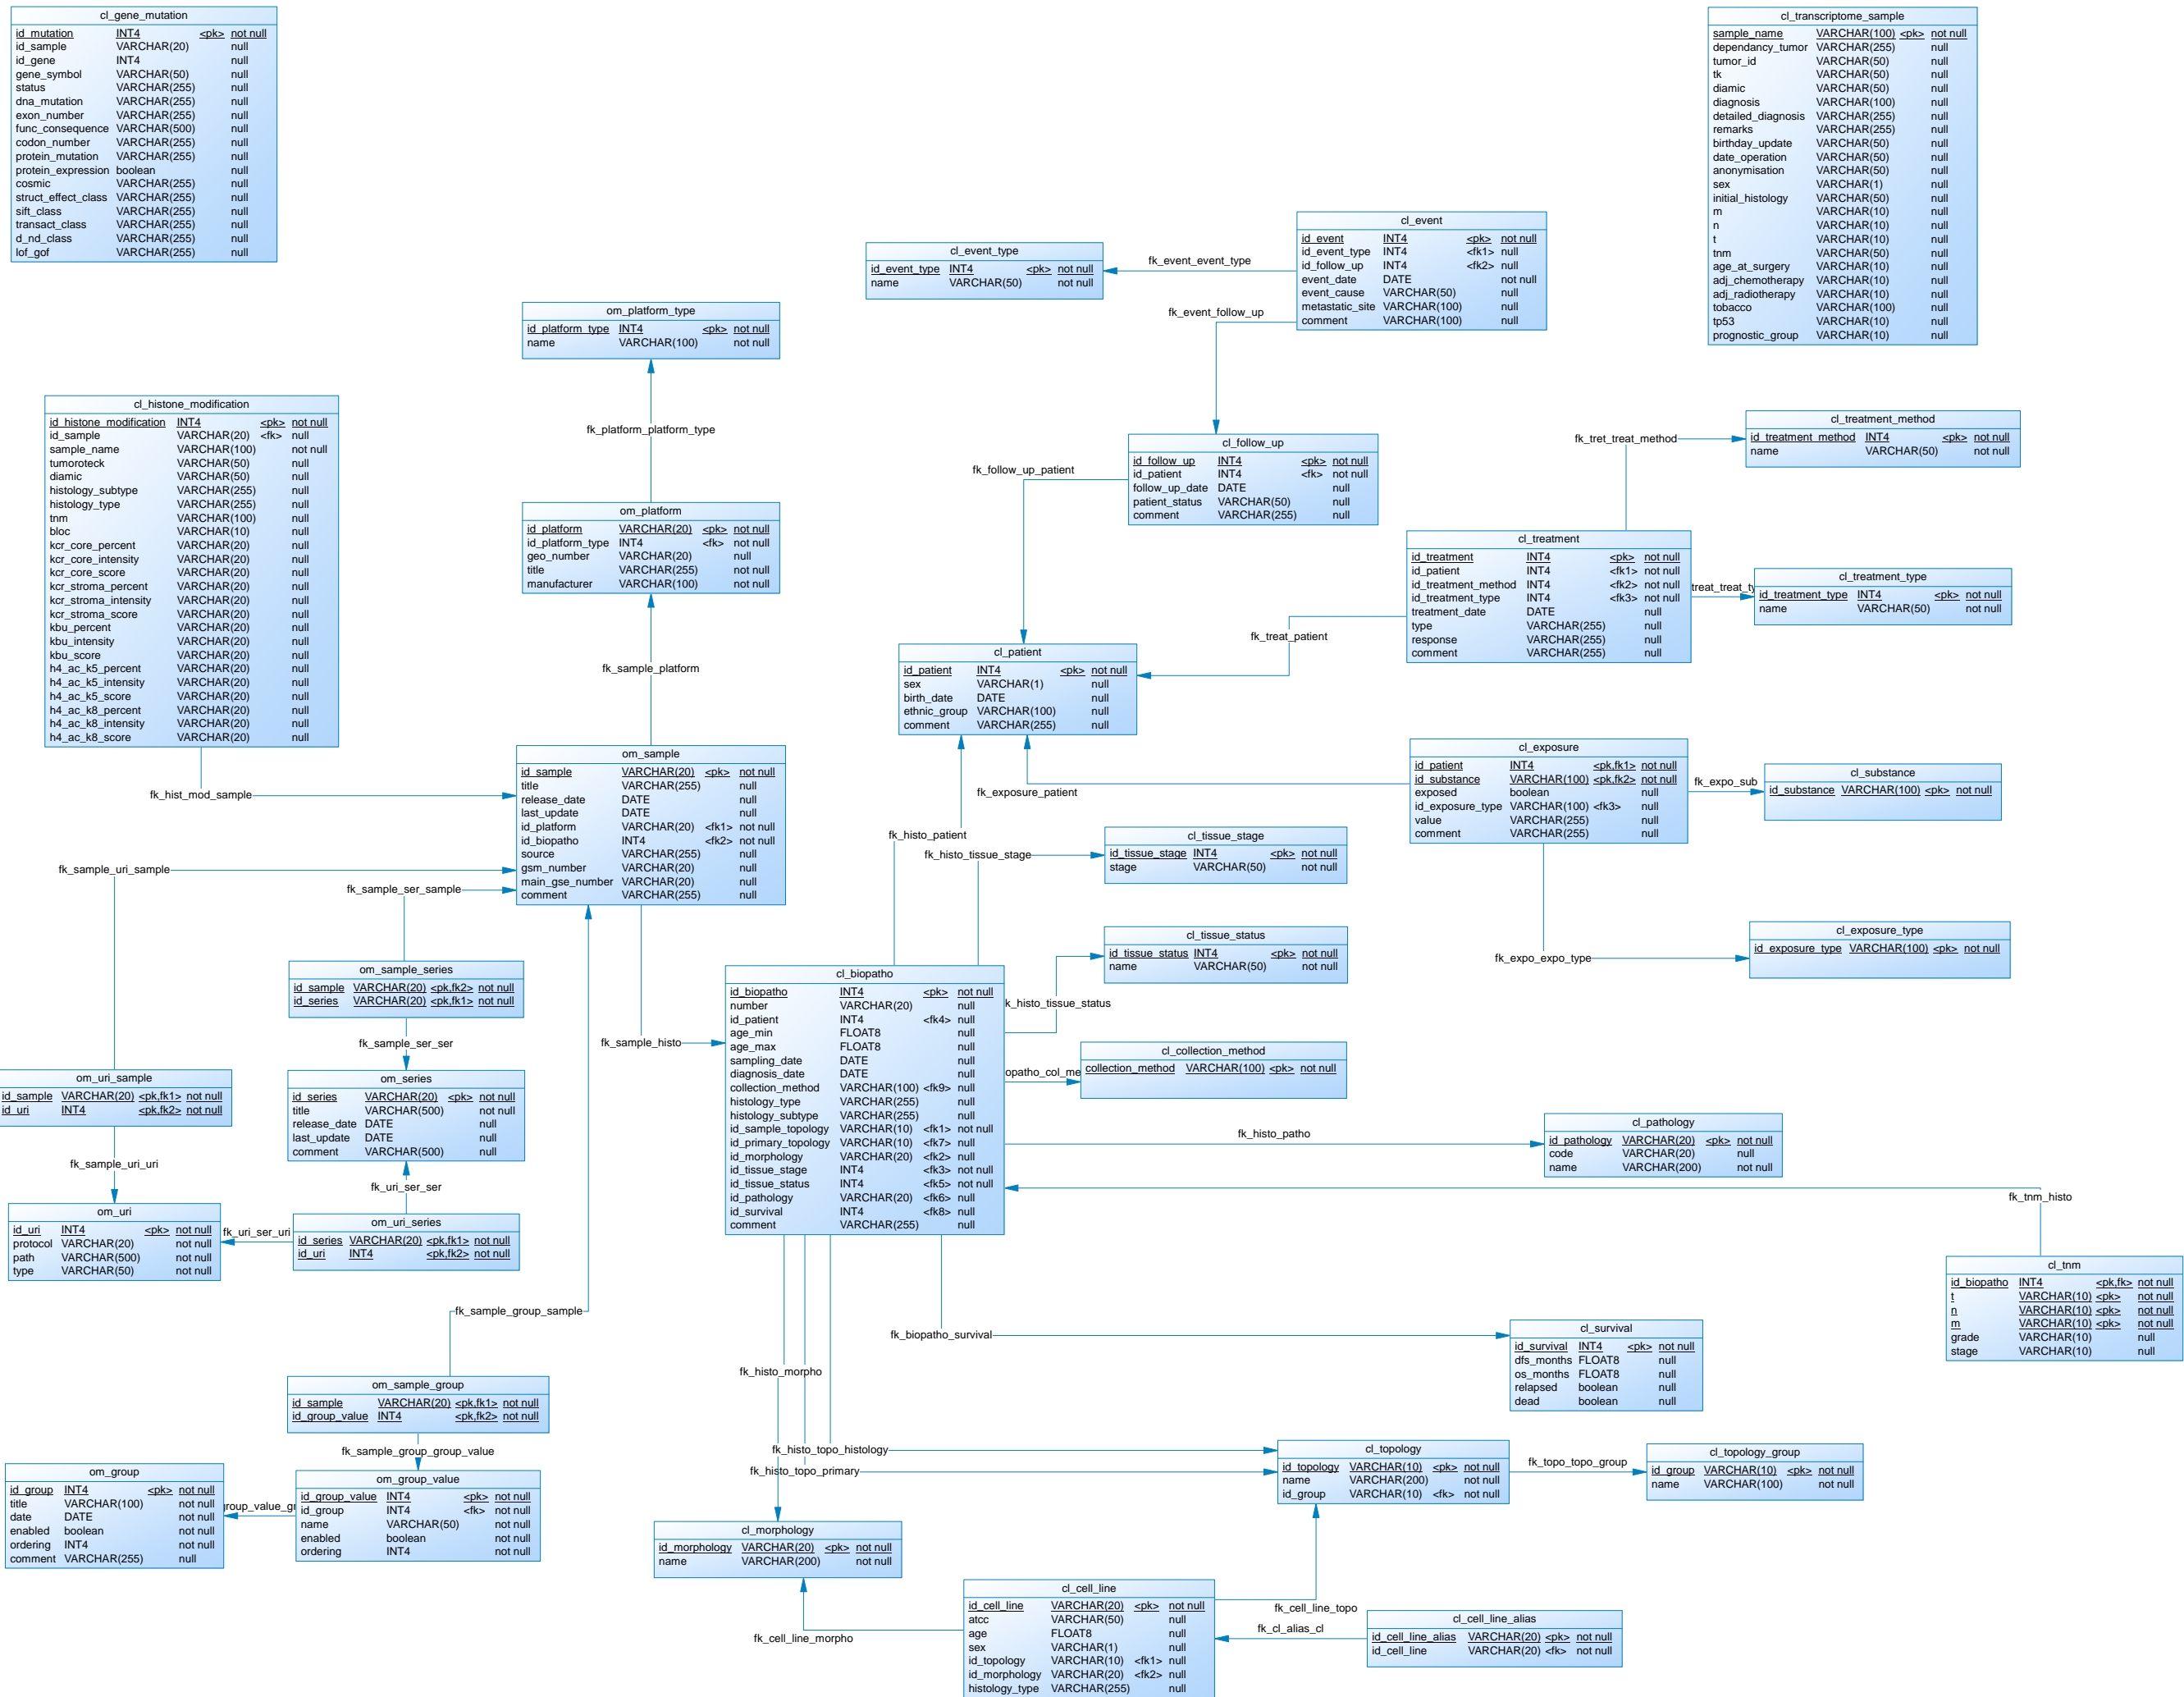 cl_gene_mutation
id_mutation INT4 <pk> not null
id_sample VARCHAR(20) null
id_gene INT4 null
gene_symbol VARCHAR(50) null
status VARCHAR(255) null
dna_mutation VARCHAR(255) null
exon_number VARCHAR(255) null
func_consequence VARCHAR(500) null
codon_number VARCHAR(255) null
protein_mutation VARCHAR(255) null
protein_expression boolean null
cosmic VARCHAR(255) null
struct_effect_class VARCHAR(255) null
sift_class VARCHAR(255) null
transact_class VARCHAR(255) null
d_nd_class VARCHAR(255) null
lof_gof VARCHAR(255) null
cl_transcriptome_sample
sample_name VARCHAR(100) <pk> not null
dependancy_tumor VARCHAR(255) null
tumor_id VARCHAR(50) null
tk VARCHAR(50) null
diamic VARCHAR(50) null
diagnosis VARCHAR(100) null
detailed_diagnosis VARCHAR(255) null
remarks VARCHAR(255) null
birthday_update VARCHAR(50) null
date_operation VARCHAR(50) null
anonymisation VARCHAR(50) null
sex VARCHAR(1) null
initial_histology VARCHAR(50) null
m VARCHAR(10) null
n VARCHAR(10) null
t VARCHAR(10) null
tnm VARCHAR(50) null
age_at_surgery VARCHAR(10) null
adj_chemotherapy VARCHAR(10) null
adj_radiotherapy VARCHAR(10) null
tobacco VARCHAR(100) null
tp53 VARCHAR(10) null
prognostic_group VARCHAR(10) null
cl_event
id_event INT4 <pk> not null
id_event_type INT4 <fk1> null
id_follow_up INT4 <fk2> null
event_date DATE not null
event_cause VARCHAR(50) null
metastatic_site VARCHAR(100) null
comment VARCHAR(100) null
cl_event_type
id_event_type INT4 <pk> not null
name VARCHAR(50) not null
fk_event_event_type
fk_event_follow_up
om_platform_type
id_platform_type INT4 <pk> not null
name VARCHAR(100) not null
fk_platform_platform_type
cl_histone_modification
id_histone_modification INT4 <pk> not null
id_sample VARCHAR(20) <fk> null
sample_name VARCHAR(100) not null
tumoroteck VARCHAR(50) null
diamic VARCHAR(50) null
histology_subtype VARCHAR(255) null
histology_type VARCHAR(255) null
tnm VARCHAR(100) null
bloc VARCHAR(10) null
kcr_core_percent VARCHAR(20) null
kcr_core_intensity VARCHAR(20) null
kcr_core_score VARCHAR(20) null
kcr_stroma_percent VARCHAR(20) null
kcr_stroma_intensity VARCHAR(20) null
kcr_stroma_score VARCHAR(20) null
kbu_percent VARCHAR(20) null
kbu_intensity VARCHAR(20) null
kbu_score VARCHAR(20) null
h4_ac_k5_percent VARCHAR(20) null
h4_ac_k5_intensity VARCHAR(20) null
h4_ac_k5_score VARCHAR(20) null
h4_ac_k8_percent VARCHAR(20) null
h4_ac_k8_intensity VARCHAR(20) null
h4_ac_k8_score VARCHAR(20) null
fk_hist_mod_sample
om_platform
id_platform VARCHAR(20) <pk> not null
id_platform_type INT4 <fk> not null
geo_number VARCHAR(20) null
title VARCHAR(255) not null
manufacturer VARCHAR(100) not null
fk_sample_platform
cl_follow_up
id_follow_up INT4 <pk> not null
id_patient INT4 <fk> not null
follow_up_date DATE null
patient_status VARCHAR(50) null
comment VARCHAR(255) null
fk_follow_up_patient
cl_treatment_method
id_treatment_method INT4 <pk> not null
name VARCHAR(50) not null
fk_tret_treat_method
cl_treatment
id_treatment INT4 <pk> not null
id_patient INT4 <fk1> not null
id_treatment_method INT4 <fk2> not null
id_treatment_type INT4 <fk3> not null
treatment_date DATE null
type VARCHAR(255) null
response VARCHAR(255) null
comment VARCHAR(255) null
treat_treat_ty
cl_treatment_type
id_treatment_type INT4 <pk> not null
name VARCHAR(50) not null
fk_treat_patient
cl_patient
id_patient INT4 <pk> not null
sex VARCHAR(1) null
birth_date DATE null
ethnic_group VARCHAR(100) null
comment VARCHAR(255) null
om_sample
id_sample VARCHAR(20) <pk> not null
title VARCHAR(255) null
release_date DATE null
last_update DATE null
id_platform VARCHAR(20) <fk1> not null
id_biopatho INT4 <fk2> not null
source VARCHAR(255) null
gsm_number VARCHAR(20) null
main_gse_number VARCHAR(20) null
comment VARCHAR(255) null
cl_exposure
id_patient INT4 <pk,fk1> not null
id_substance VARCHAR(100) <pk,fk2> not null
exposed boolean null
id_exposure_type VARCHAR(100) <fk3> null
value VARCHAR(255) null
comment VARCHAR(255) null
fk_expo_sub
cl_substance
id_substance VARCHAR(100) <pk> not null
fk_exposure_patient
fk_histo_patient
fk_histo_tissue_stage
cl_tissue_stage
id_tissue_stage INT4 <pk> not null
stage VARCHAR(50) not null
cl_tissue_status
id_tissue_status INT4 <pk> not null
name VARCHAR(50) not null
k_histo_tissue_status
fk_expo_expo_type
cl_exposure_type
id_exposure_type VARCHAR(100) <pk> not null
fk_sample_uri_sample
fk_sample_ser_sample
om_sample_series
id_sample VARCHAR(20) <pk,fk2> not null
id_series VARCHAR(20) <pk,fk1> not null
fk_sample_ser_ser
fk_sample_histo
cl_biopatho
id_biopatho INT4 <pk> not null
number VARCHAR(20) null
id_patient INT4 <fk4> null
age_min FLOAT8 null
age_max FLOAT8 null
sampling_date DATE null
diagnosis_date DATE null
collection_method VARCHAR(100) <fk9> null
histology_type VARCHAR(255) null
histology_subtype VARCHAR(255) null
id_sample_topology VARCHAR(10) <fk1> not null
id_primary_topology VARCHAR(10) <fk7> null
id_morphology VARCHAR(20) <fk2> null
id_tissue_stage INT4 <fk3> not null
id_tissue_status INT4 <fk5> not null
id_pathology VARCHAR(20) <fk6> null
id_survival INT4 <fk8> null
comment VARCHAR(255) null
cl_collection_method
collection_method VARCHAR(100) <pk> not null
opatho_col_me
om_uri_sample
id_sample VARCHAR(20) <pk,fk1> not null
id_uri INT4 <pk,fk2> not null
om_series
id_series VARCHAR(20) <pk> not null
title VARCHAR(500) not null
release_date DATE null
last_update DATE null
comment VARCHAR(500) null
fk_sample_uri_uri
fk_uri_ser_ser
fk_histo_patho
cl_pathology
id_pathology VARCHAR(20) <pk> not null
code VARCHAR(20) null
name VARCHAR(200) not null
fk_tnm_histo
om_uri
id_uri INT4 <pk> not null
protocol VARCHAR(20) not null
path VARCHAR(500) not null
type VARCHAR(50) not null
fk_uri_ser_uri
om_uri_series
id_series VARCHAR(20) <pk,fk1> not null
id_uri INT4 <pk,fk2> not null
cl_tnm
id_biopatho INT4 <pk,fk> not null
t VARCHAR(10) <pk> not null
n VARCHAR(10) <pk> not null
m VARCHAR(10) <pk> not null
grade VARCHAR(10) null
stage VARCHAR(10) null
fk_sample_group_sample
fk_biopatho_survival
cl_survival
id_survival INT4 <pk> not null
dfs_months FLOAT8 null
os_months FLOAT8 null
relapsed boolean null
dead boolean null
fk_histo_morpho
om_sample_group
id_sample VARCHAR(20) <pk,fk1> not null
id_group_value INT4 <pk,fk2> not null
fk_sample_group_group_value
fk_histo_topo_histology
fk_histo_topo_primary
cl_topology
id_topology VARCHAR(10) <pk> not null
name VARCHAR(200) not null
id_group VARCHAR(10) <fk> not null
fk_topo_topo_group
cl_topology_group
id_group VARCHAR(10) <pk> not null
name VARCHAR(100) not null
om_group
id_group INT4 <pk> not null
title VARCHAR(100) not null
date DATE not null
enabled boolean not null
ordering INT4 not null
comment VARCHAR(255) null
group_value_gr
om_group_value
id_group_value INT4 <pk> not null
id_group INT4 <fk> not null
name VARCHAR(50) not null
enabled boolean not null
ordering INT4 not null
cl_morphology
id_morphology VARCHAR(20) <pk> not null
name VARCHAR(200) not null
fk_cell_line_morpho
cl_cell_line
id_cell_line VARCHAR(20) <pk> not null
atcc VARCHAR(50) null
age FLOAT8 null
sex VARCHAR(1) null
id_topology VARCHAR(10) <fk1> null
id_morphology VARCHAR(20) <fk2> null
histology_type VARCHAR(255) null
fk_cell_line_topo
fk_cl_alias_cl
cl_cell_line_alias
id_cell_line_alias VARCHAR(20) <pk> not null
id_cell_line VARCHAR(20) <fk> not null